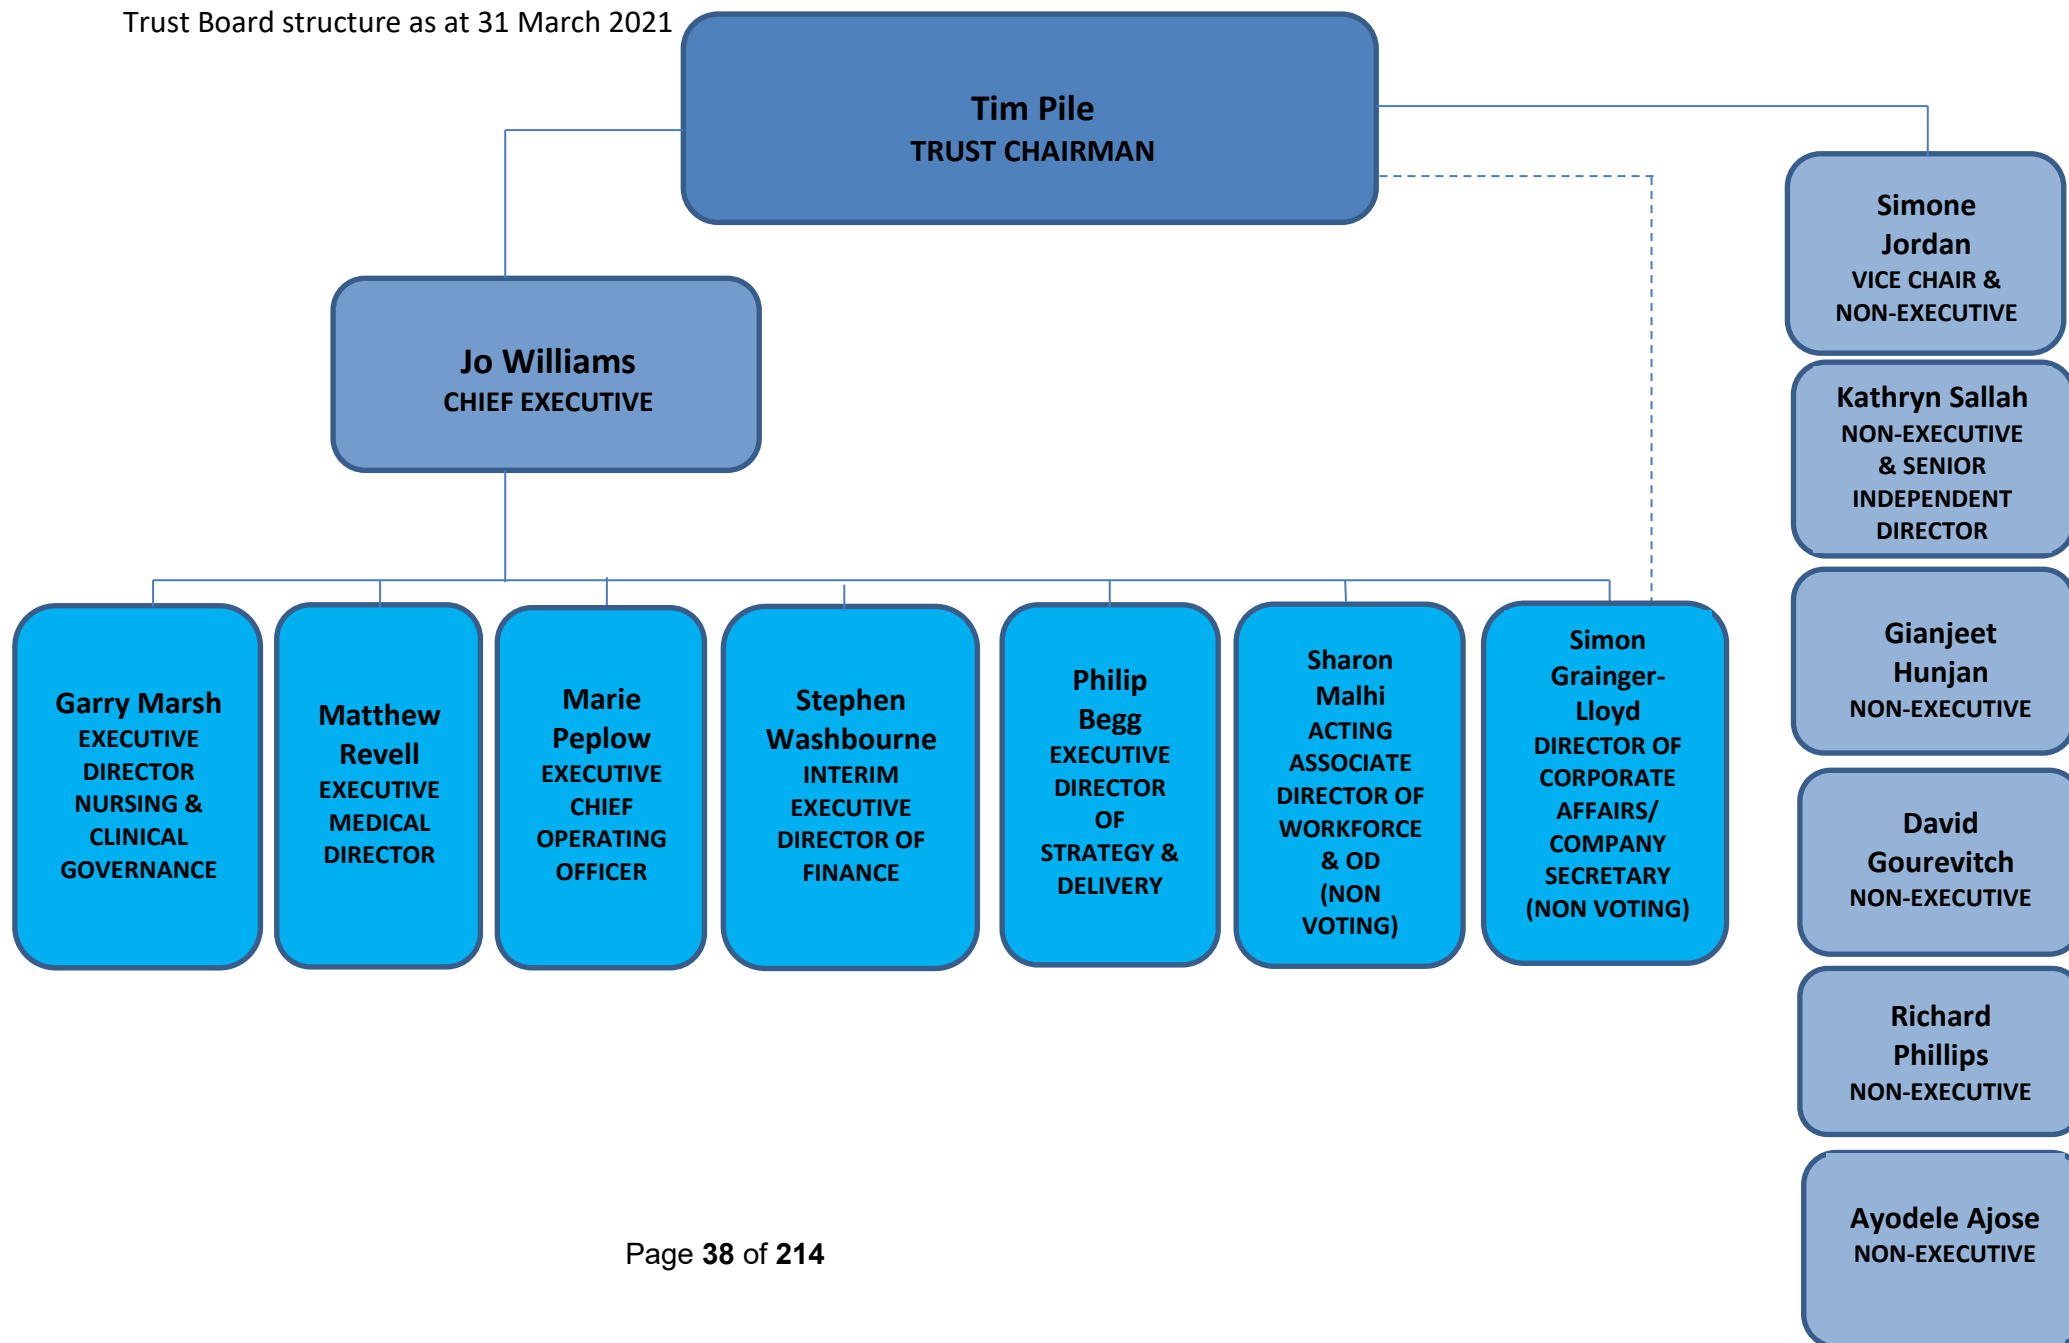 Trust Board structure as at 31 March 2021
Tim Pile
TRUST CHAIRMAN
Jo Williams
CHIEF EXECUTIVE
Garry Marsh
EXECUTIVE
DIRECTOR
NURSING &
CLINICAL
GOVERNANCE
Matthew
Revell
EXECUTIVE
MEDICAL
DIRECTOR
Marie
Peplow
EXECUTIVE
CHIEF
OPERATING
OFFICER
Stephen
Washbourne
INTERIM
EXECUTIVE
DIRECTOR OF
FINANCE
Philip
Begg
EXECUTIVE
DIRECTOR
OF
STRATEGY &
DELIVERY
Sharon
Malhi
ACTING
ASSOCIATE
DIRECTOR OF
WORKFORCE
& OD
(NON
VOTING)
Simon
Grainger-
Lloyd
DIRECTOR OF
CORPORATE
AFFAIRS/
COMPANY
SECRETARY
(NON VOTING)
Simone
Jordan
VICE CHAIR &
NON-EXECUTIVE
Kathryn Sallah
NON-EXECUTIVE
& SENIOR
INDEPENDENT
DIRECTOR
Gianjeet
Hunjan
NON-EXECUTIVE
David
Gourevitch
NON-EXECUTIVE
Richard
Phillips
NON-EXECUTIVE
Ayodele Ajose
NON-EXECUTIVE
Page 38 of 214